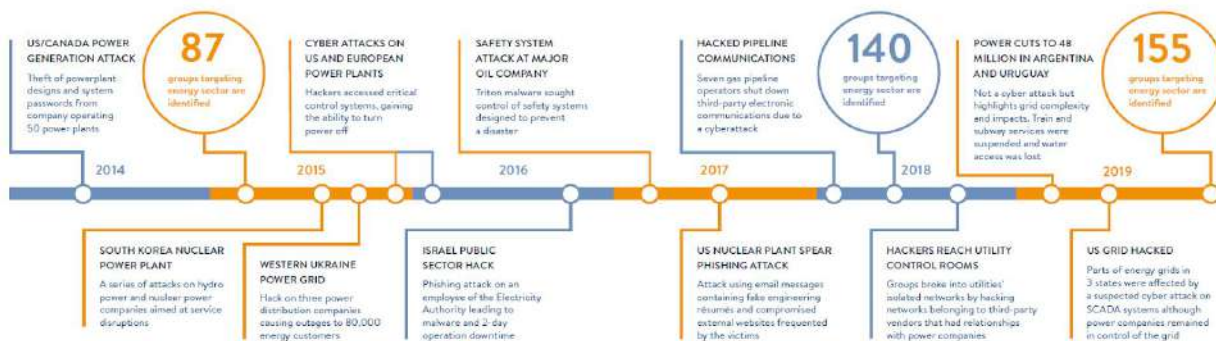 US/CANADA POWER
GENERATION ATTACK
Theft of powerplant
designs and system
passwords from
company operating
50 power plants
87
groups targeting
energy sector are
identified
CYBER ATTACKS ON
US AND EUROPEAN
POWER PLANTS
Hackers accessed critical
control systems, gaining
the ability to turn
power off
SAFETY SYSTEM
ATTACK AT MAJOR
OIL COMPANY
Triton malware sought
control of safety systems
designed to prevent
a disaster
HACKED PIPELINE
COMMUNICATIONS
Seven gas pipeline
operators shut down
third-party electronic
communications due to
a cyberattack
140
groups targeting
energy sector are
identified
POWER CUTS TO 48
MILLION IN ARGENTINA
AND URUGUAY
Not a cyber attack but
highlights grid complexity
and impacts. Train and
subway services were
suspended and water
access was lost
155
groups targeting
energy sector are
identified
2014
2015
2016
2017
2018
2019
SOUTH KOREA NUCLEAR
POWER PLANT
A series of attacks on hydro
power and nuclear power
companies aimed at service
disruptions
WESTERN UKRAINE
POWER GRID
Hack on three power
distribution companies
causing outages to 80,000
energy customers
ISRAEL PUBLIC
SECTOR HACK
Phishing attack on an
employee of the Electricity
Authority leading to
malware and 2-day
operation downtime
US NUCLEAR PLANT SPEAR
PHISHING ATTACK
Attack using email messages
containing fake engineering
résumés and compromised
external websites frequented
by the victims
HACKERS REACH UTILITY
CONTROL ROOMS
Groups broke into utilities'
isolated networks by hacking
networks belonging to third-party
vendors that had relationships
with power companies
US GRID HACKED
Parts of energy grids in
3 states were affected by
a suspected cyber attack on
SCADA systems although
power companies remained
in control of the grid